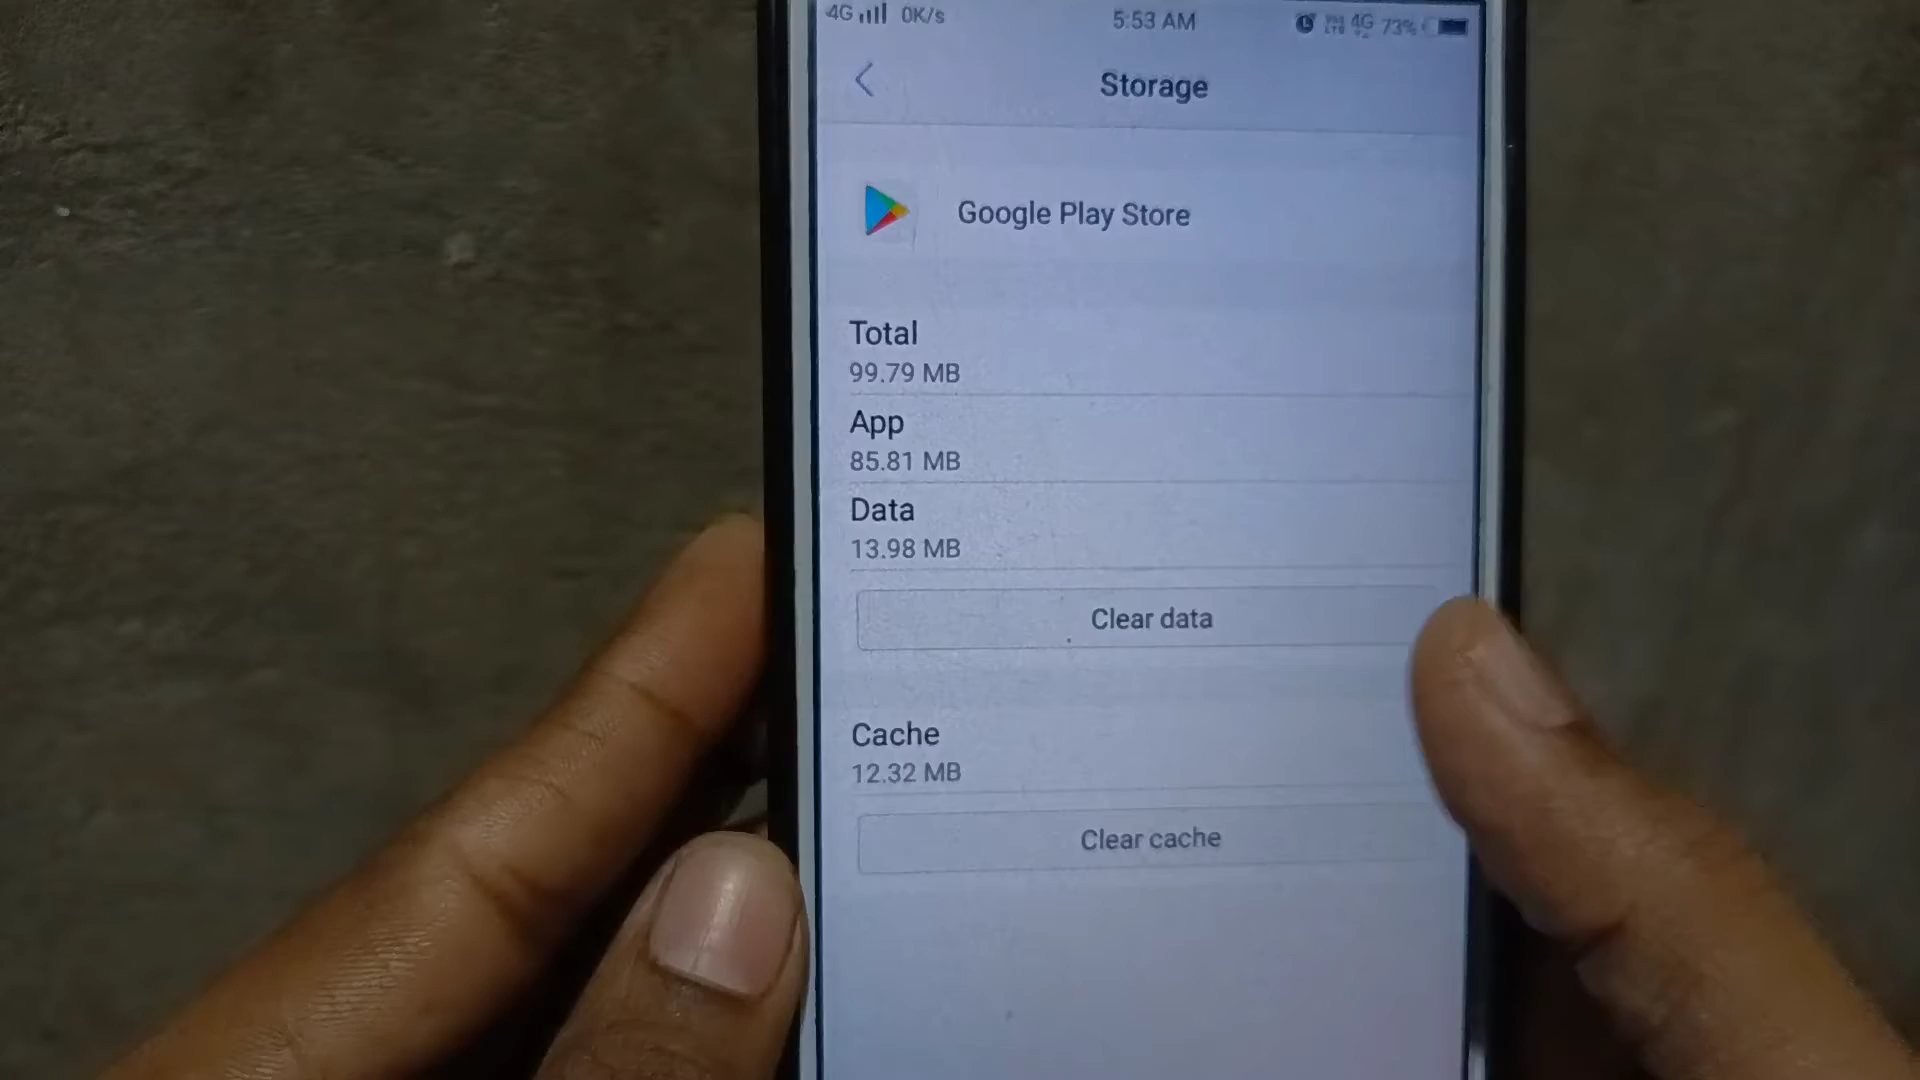 4G 0K/s 5:53 AM 4G 73%
Storage
Google Play Store
Total
99.79 MB
App
85.81 MB
Data
13.98 MB
Clear data
Cache
12.32 MB
Clear cache